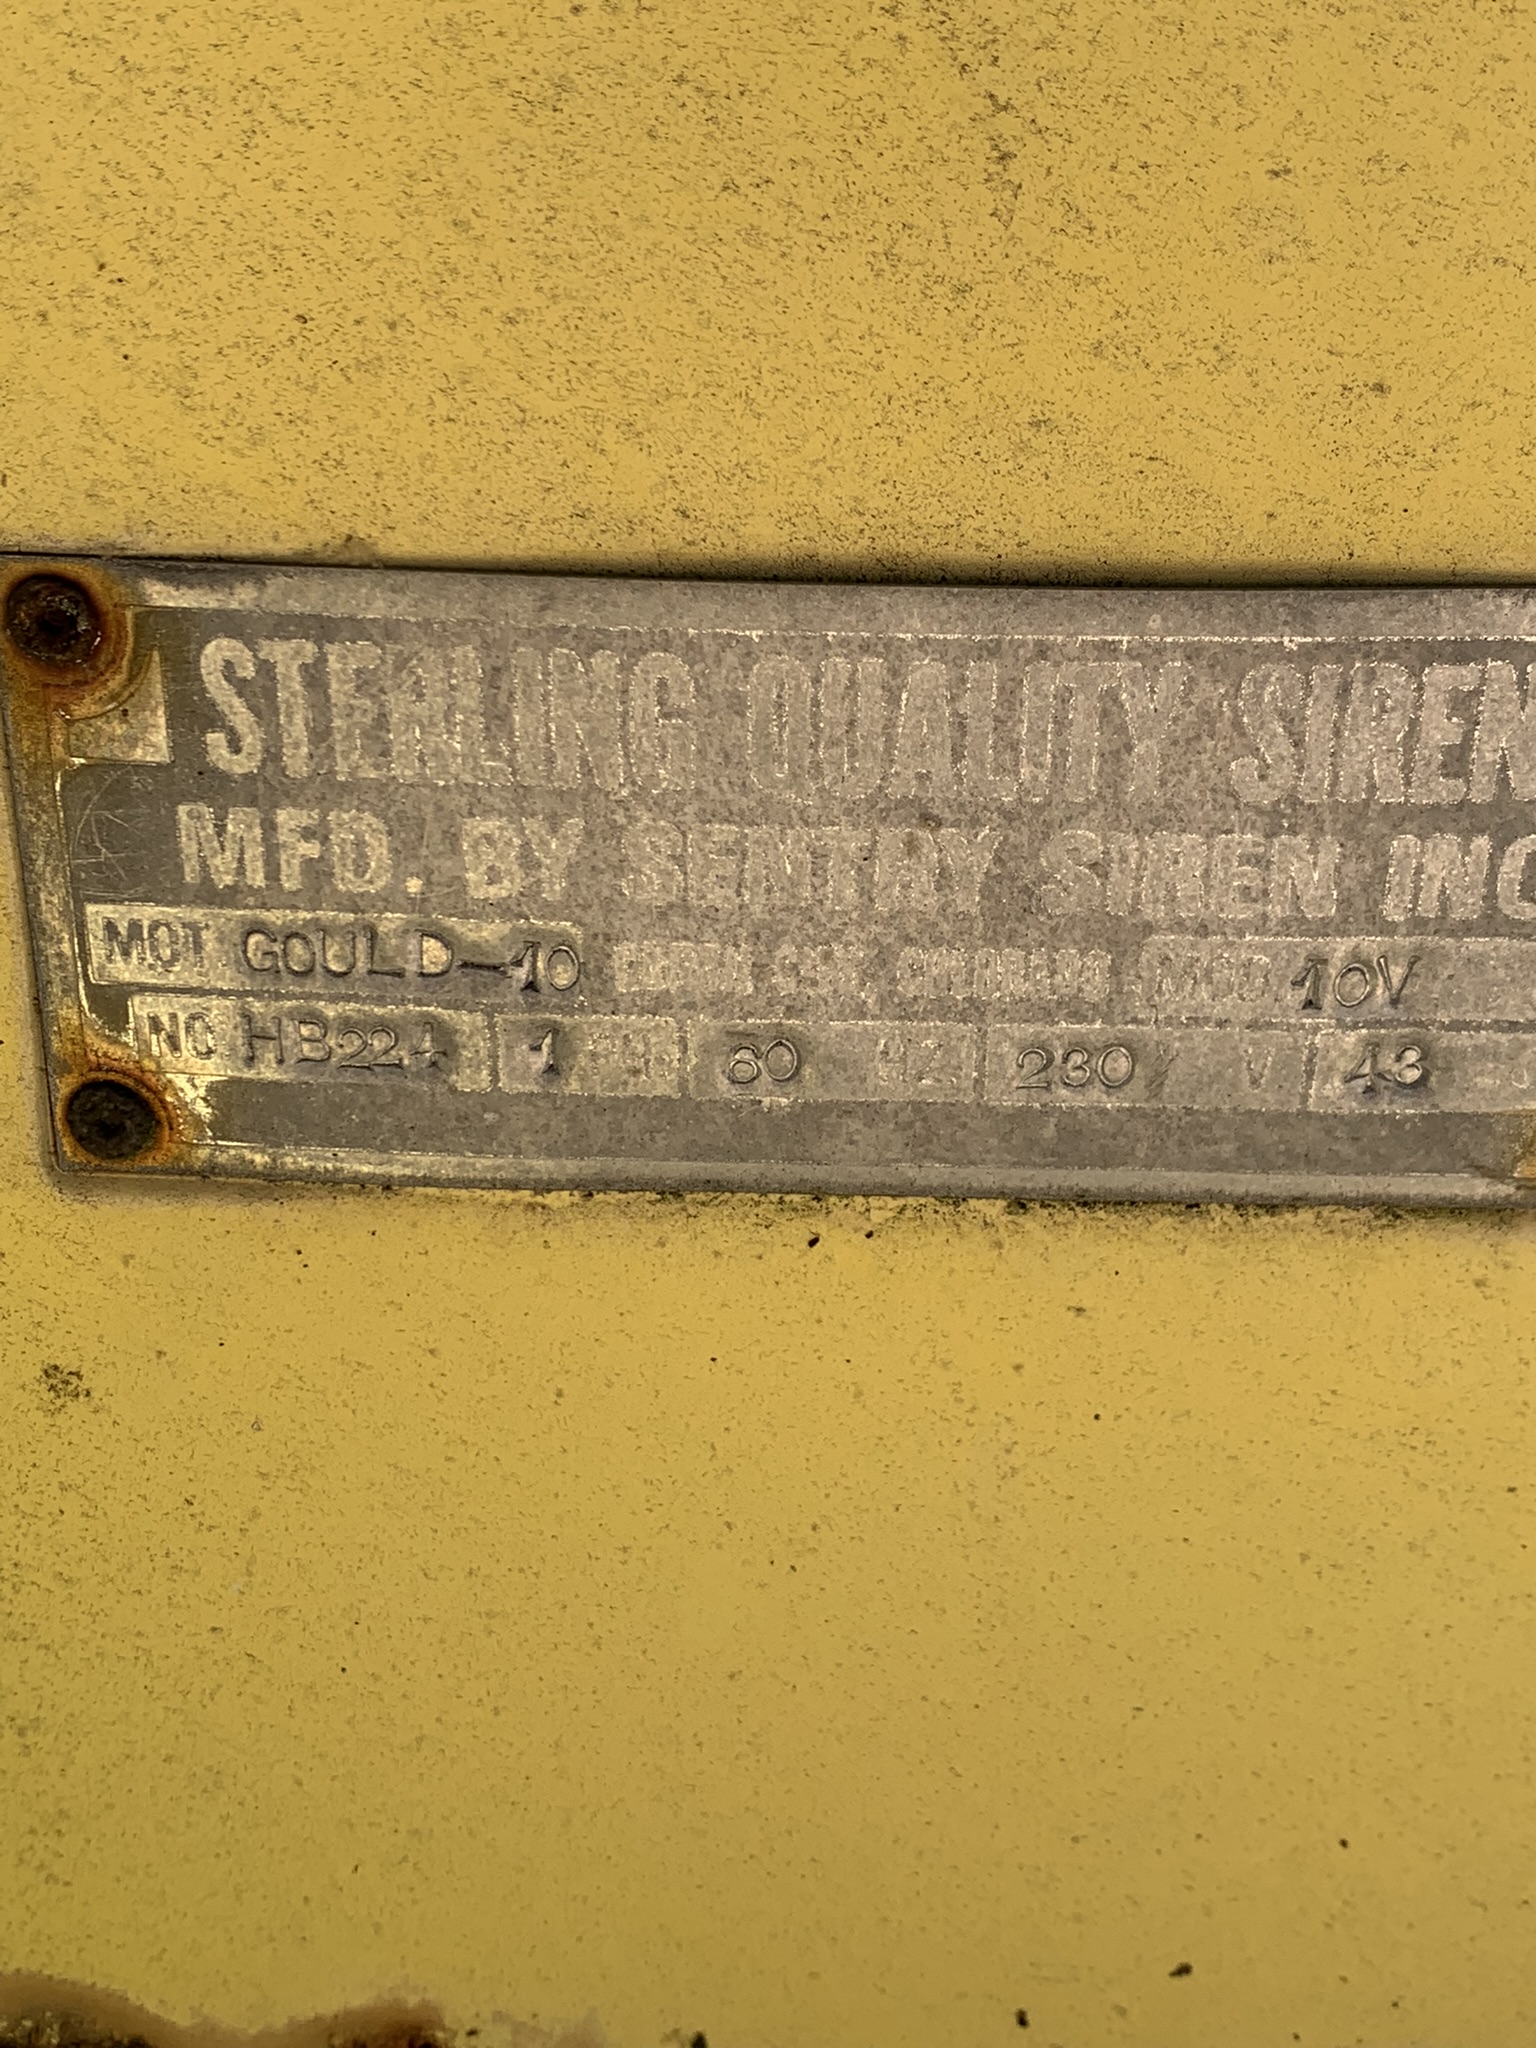 STERLING QUALITY SIREN
MFD. BY SENTRY SIREN INC
MOT. GOULD-10 MOD. 10V
NO HB224 1 PH. 60 HZ. 230 V 43